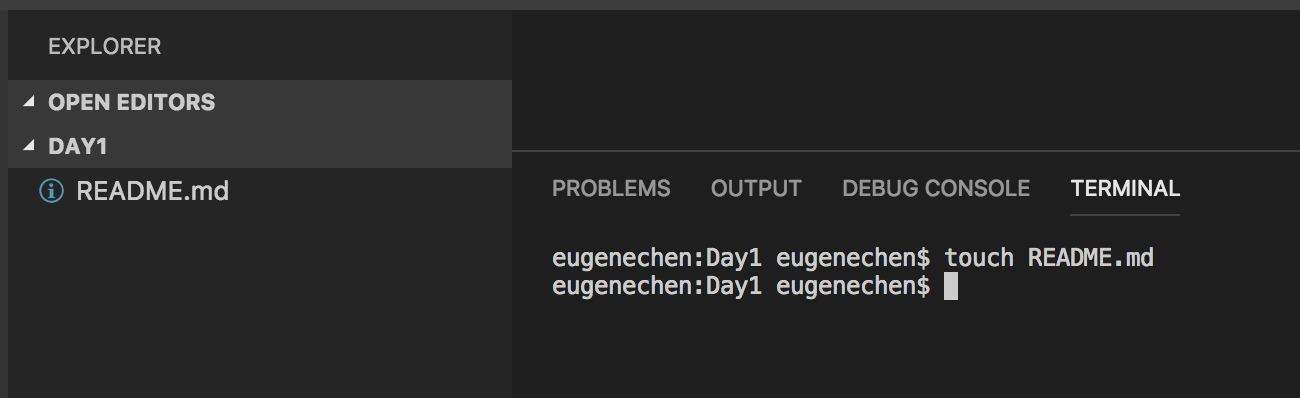 EXPLORER
OPEN EDITORS
DAY1
README.md
PROBLEMS OUTPUT DEBUG CONSOLE TERMINAL
eugenechen:Day1 eugenechen$ touch README.md
eugenechen:Day1 eugenechen$